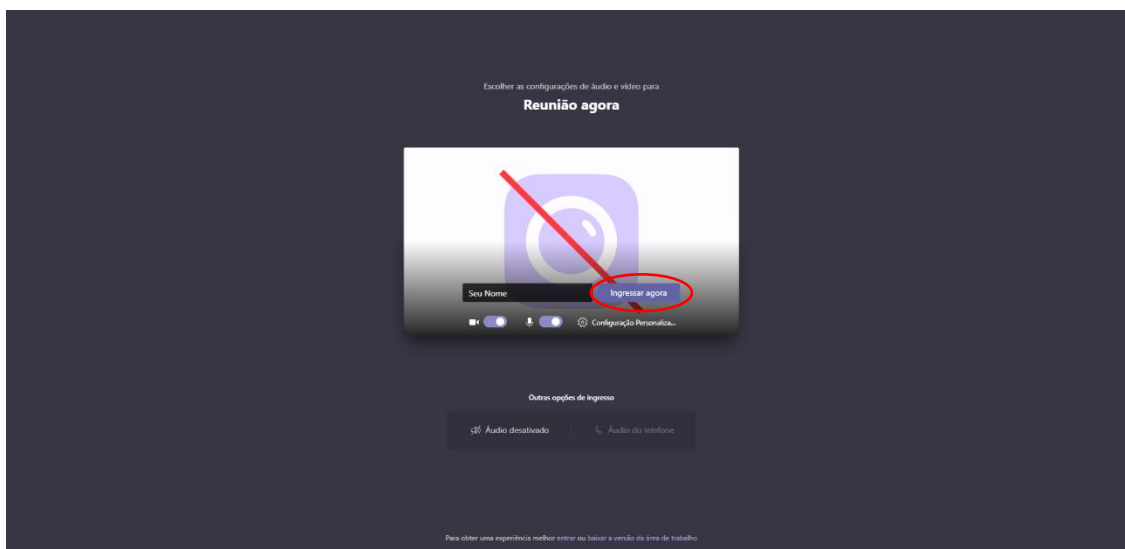 Escolher as configurações de áudio e vídeo para
Reunião agora
Seu Nome
Ingressar agora
Configuração Personaliza...
Outras opções de ingresso
Áudio desativado
Áudio do telefone
Para obter uma experiência melhor entrar ou baixar a versão da área de trabalho